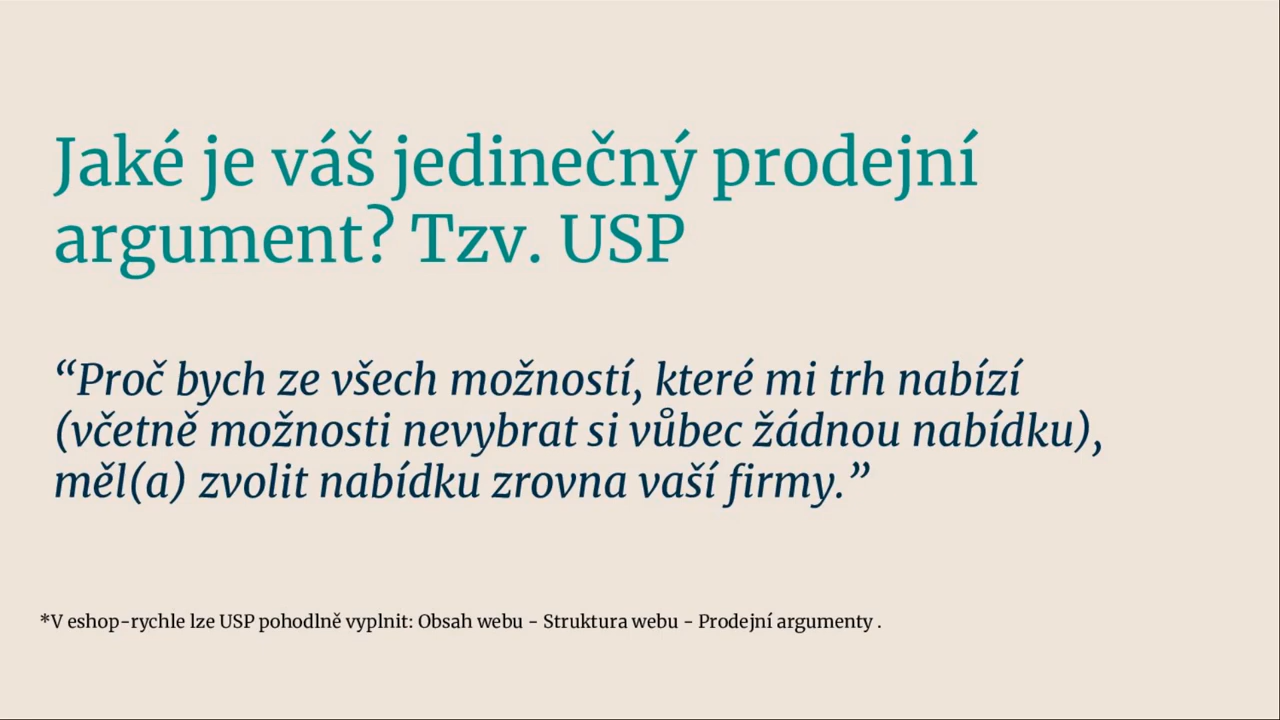 Jaké je váš jedinečný prodejní
argument? Tzv. USP
“Proč bych ze všech možností, které mi trh nabízí
(včetně možnosti nevybrat si vůbec žádnou nabídku),
měl(a) zvolit nabídku zrovna vaší firmy.”
*V eshop-rychle lze USP pohodlně vyplnit: Obsah webu - Struktura webu - Prodejní argumenty .